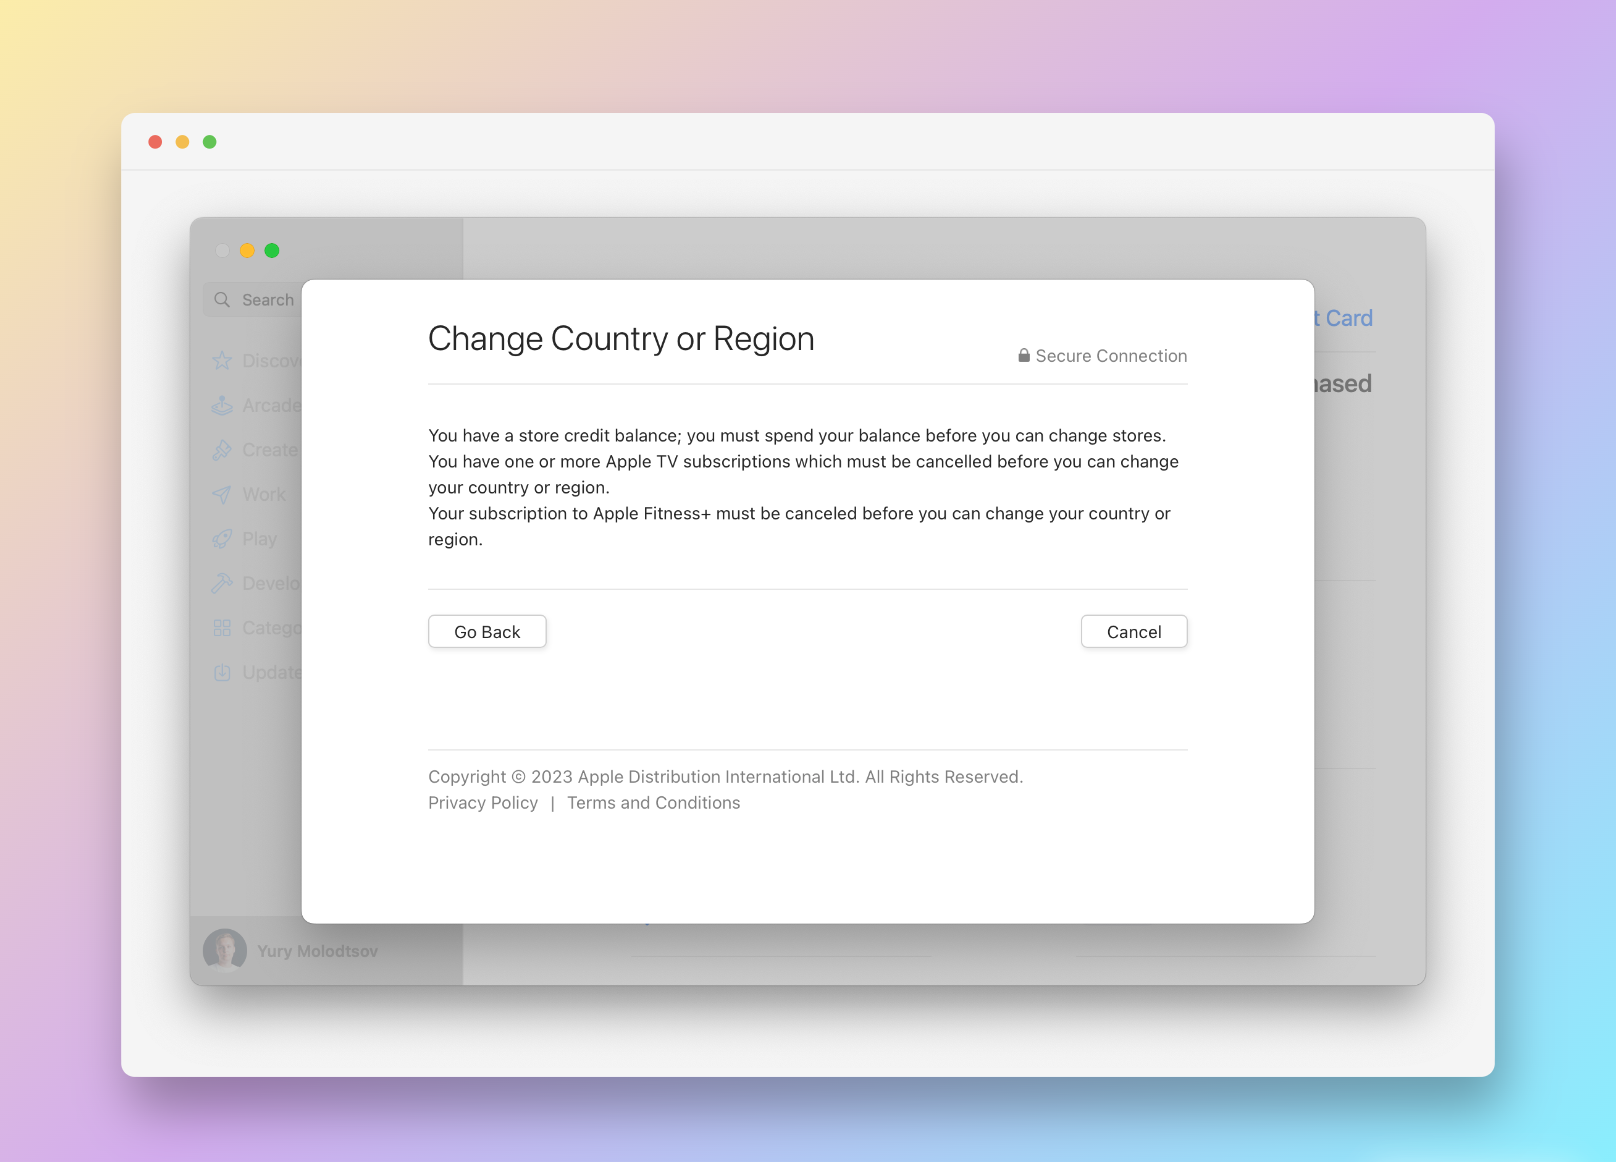 Search
Discov
Arcade
Create
Work
Play
Develo
Catego
Update
Yury Molodtsov
t Card
ased
Change Country or Region
Secure Connection
You have a store credit balance; you must spend your balance before you can change stores.
You have one or more Apple TV subscriptions which must be cancelled before you can change
your country or region.
Your subscription to Apple Fitness+ must be canceled before you can change your country or
region.
Go Back
Cancel
Copyright © 2023 Apple Distribution International Ltd. All Rights Reserved.
Privacy Policy | Terms and Conditions